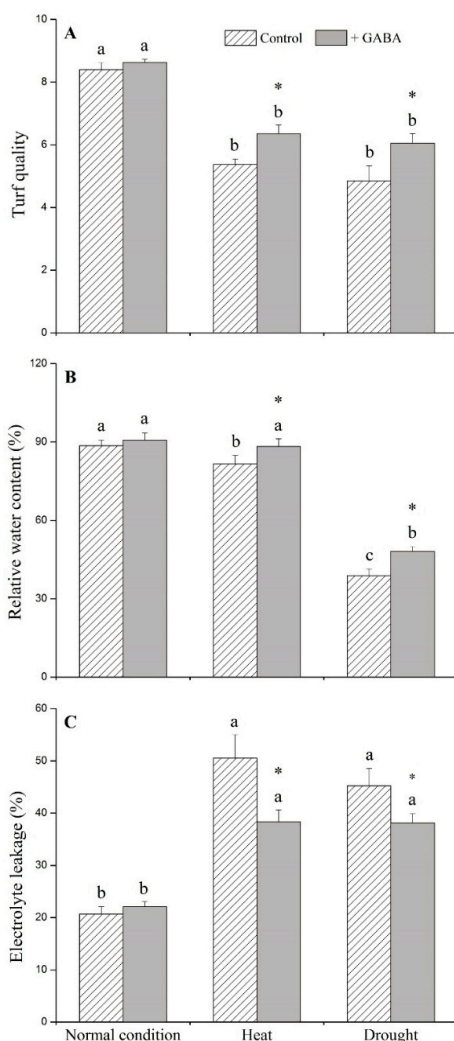 A
Control
+ GABA
10
8
6
4
2
0
Turf quality
a a
b * b
b * b
B
120
90
60
30
0
Relative water content (%)
a a
b * a
c * b
C
60
50
40
30
20
10
0
Electrolyte leakage (%)
b b
a * a
a * a
Normal condition Heat Drought